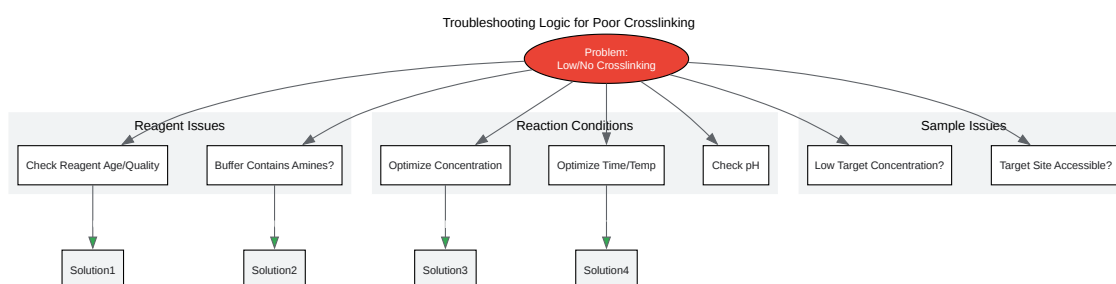 Troubleshooting Logic for Poor Crosslinking
Problem:
Low/No Crosslinking
Reagent Issues
Reaction Conditions
Sample Issues
Check Reagent Age/Quality
Buffer Contains Amines?
Optimize Concentration
Optimize Time/Temp
Check pH
Low Target Concentration?
Target Site Accessible?
Solution1
Solution2
Solution3
Solution4